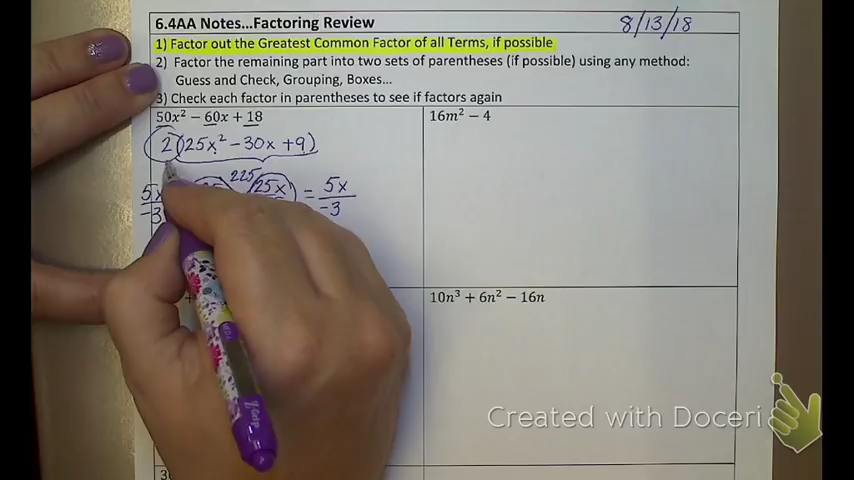 6.4AA Notes...Factoring Review
8/13/18
1) Factor out the Greatest Common Factor of all Terms, if possible
2) Factor the remaining part into two sets of parentheses (if possible) using any method:
Guess and Check, Grouping, Boxes...
3) Check each factor in parentheses to see if factors again
50x² − 60x + 18
16m² − 4
2(25x² − 30x + 9)
225
5x
25x
= 5x
-3
-3
10n³ + 6n² − 16n
Created with Doceri